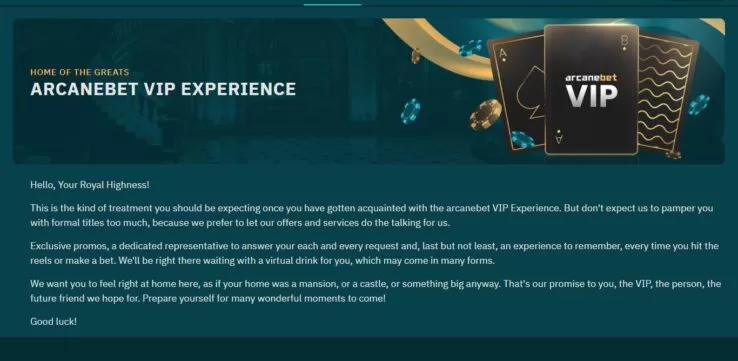 HOME OF THE GREATS
ARCANEBET VIP EXPERIENCE
A
B
arcanebet
VIP
A
Hello, Your Royal Highness!
This is the kind of treatment you should be expecting once you have gotten acquainted with the arcanebet VIP Experience. But don't expect us to pamper you
with formal titles too much, because we prefer to let our offers and services do the talking for us.
Exclusive promos, a dedicated representative to answer your each and every request and, last but not least, an experience to remember, every time you hit the
reels or make a bet. We'll be right there waiting with a virtual drink for you, which may come in many forms.
We want you to feel right at home here, as if your home was a mansion, or a castle, or something big anyway. That's our promise to you, the VIP, the person, the
future friend we hope for. Prepare yourself for many wonderful moments to come!
Good luck!